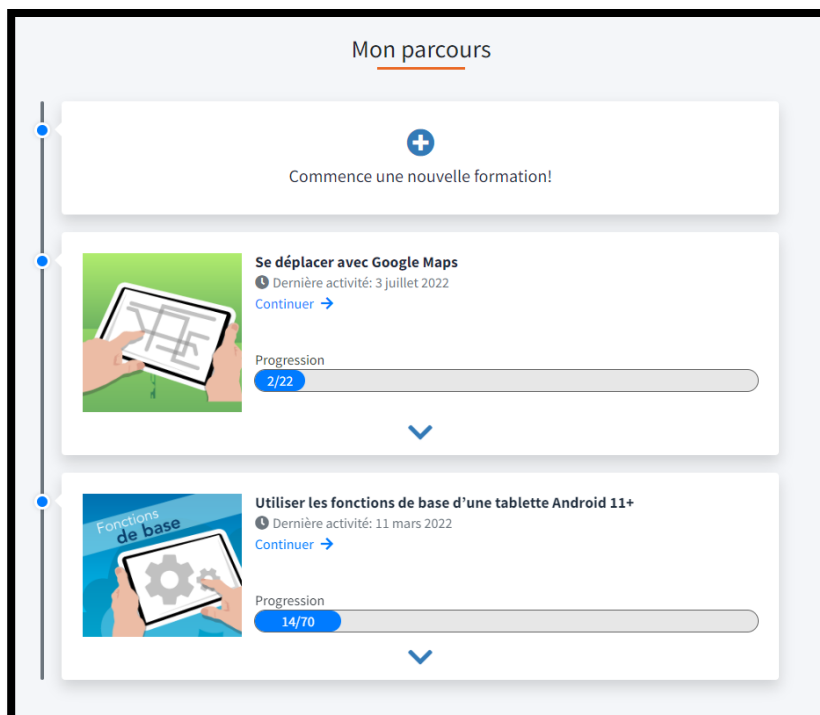 Mon parcours
Commence une nouvelle formation!
Se déplacer avec Google Maps
Dernière activité: 3 juillet 2022
Continuer →
Progression
2/22
Utiliser les fonctions de base d’une tablette Android 11+
Fonctions
de base
Dernière activité: 11 mars 2022
Continuer →
Progression
14/70